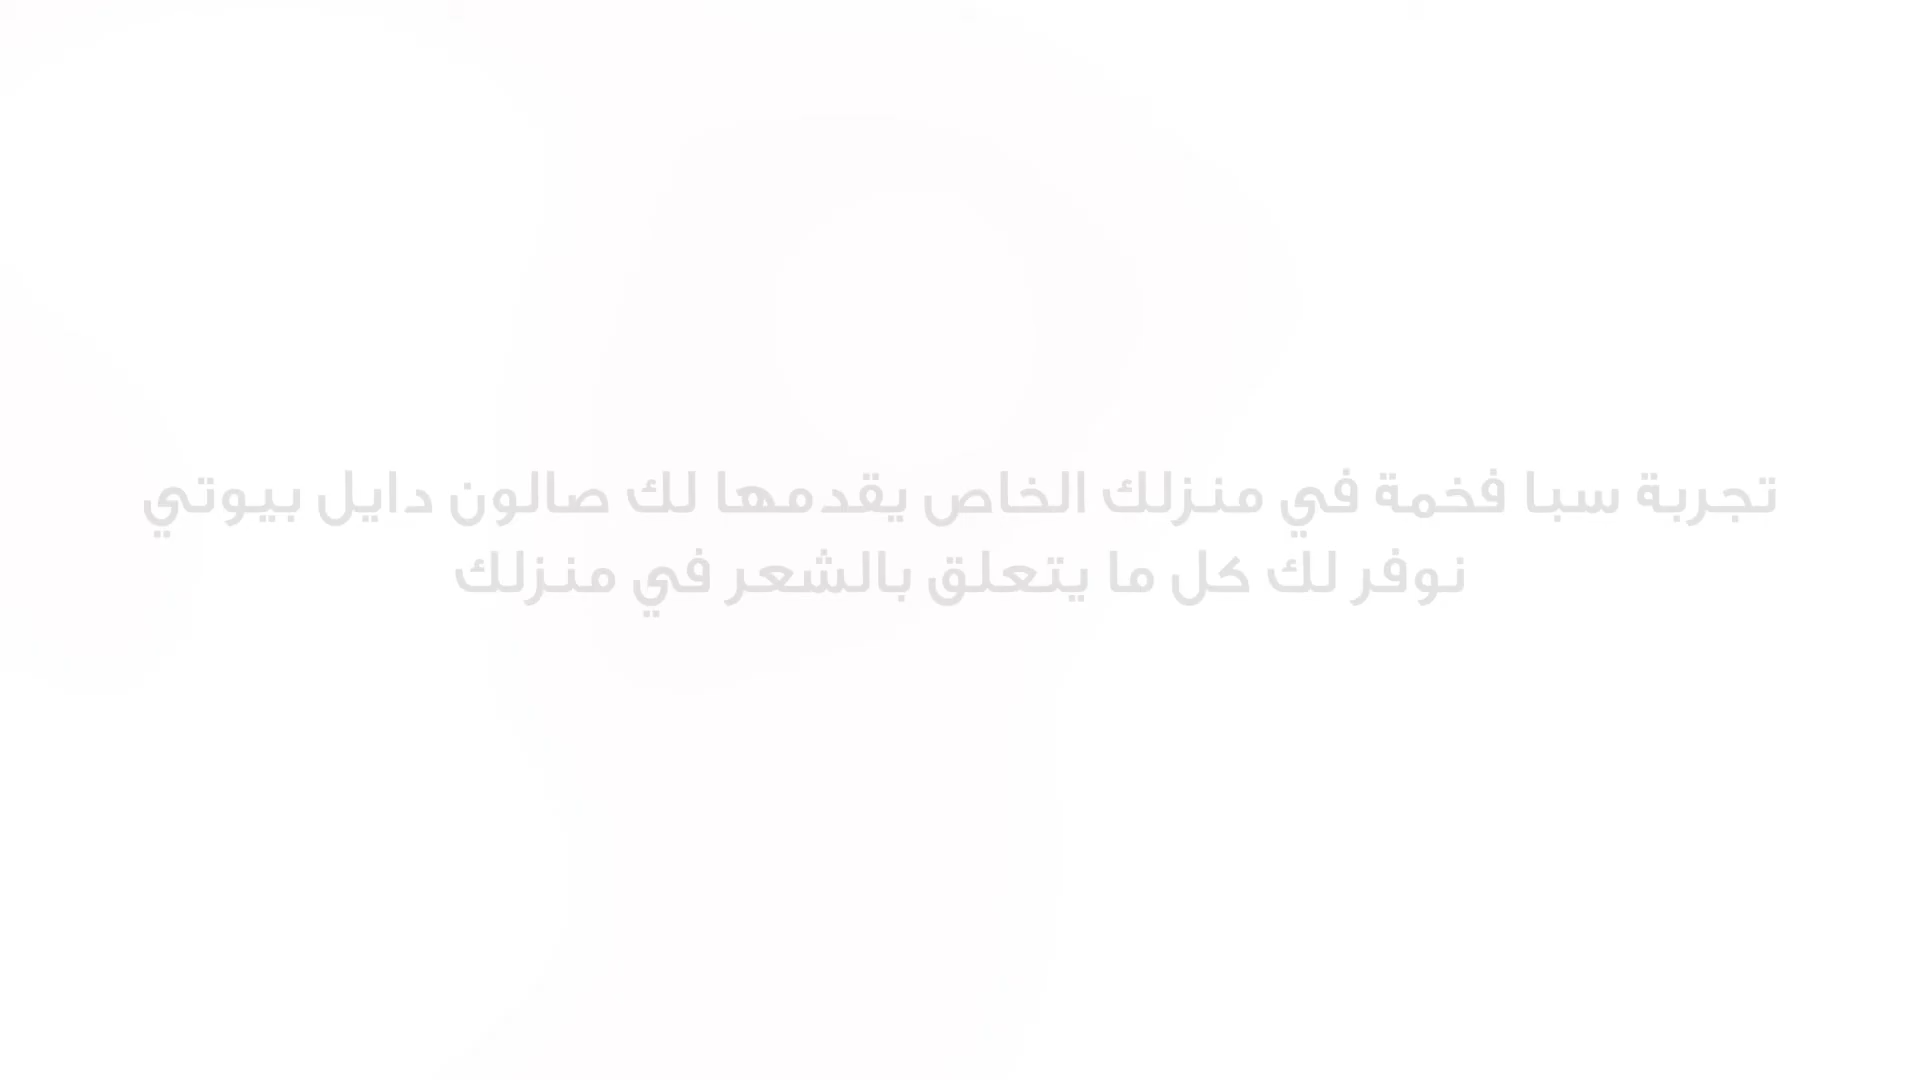 تجربة سبا فخمة في منزلك الخاص يقدمها لك صالون دايل بيوتي
نوفر لك كل ما يتعلق بالشعر في منزلك